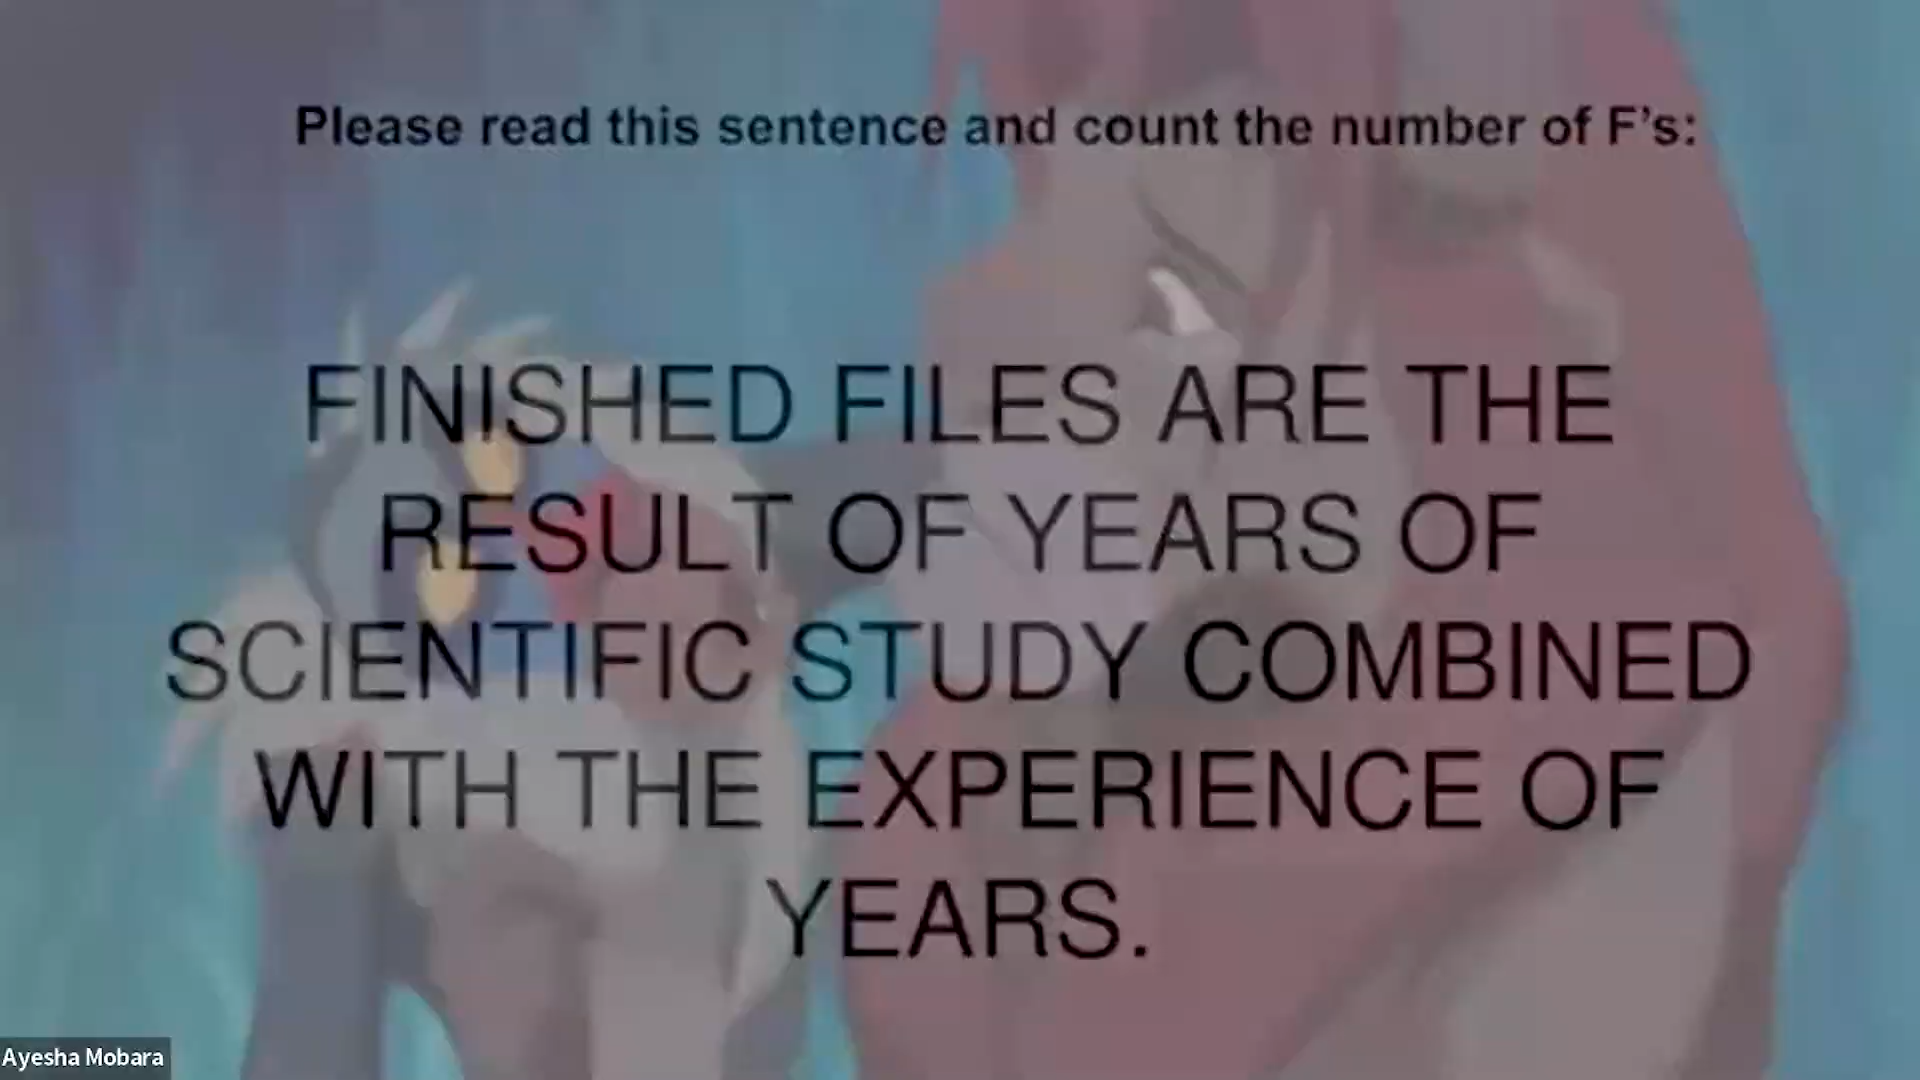 Please read this sentence and count the number of F’s:
FINISHED FILES ARE THE
RESULT OF YEARS OF
SCIENTIFIC STUDY COMBINED
WITH THE EXPERIENCE OF
YEARS.
Ayesha Mobara